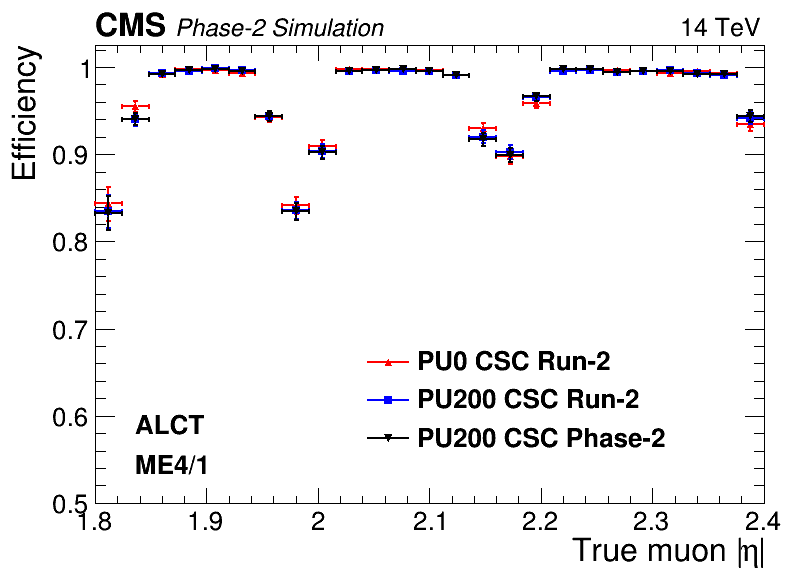 CMS Phase-2 Simulation 14 TeV
Efficiency
1
0.9
0.8
0.7
0.6
0.5
PU0 CSC Run-2
PU200 CSC Run-2
PU200 CSC Phase-2
ALCT
ME4/1
1.8 1.9 2 2.1 2.2 2.3 2.4
True muon |η|